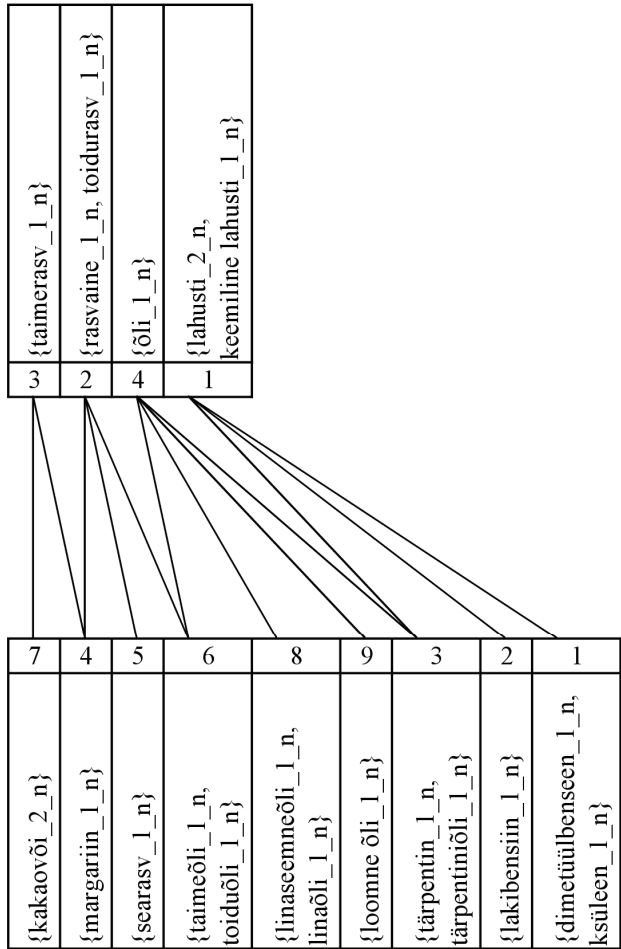 {taimerasv_1_n}
{rasvaine_1_n, toidurasv_1_n}
{õli_1_n}
{lahusti_2_n,
keemiline lahusti_1_n}
3
2
4
1
7
4
5
6
8
9
3
2
1
{kakaovõi_2_n}
{margariin_1_n}
{searasv_1_n}
{taimeõli_1_n,
toiduõli_1_n}
{linaseemneõli_1_n,
linaõli_1_n}
{loomne õli_1_n}
{tärpentin_1_n,
tärpentiniõli_1_n}
{lakibensiin_1_n}
{dimetüülbenseen_1_n,
ksüleen_1_n}